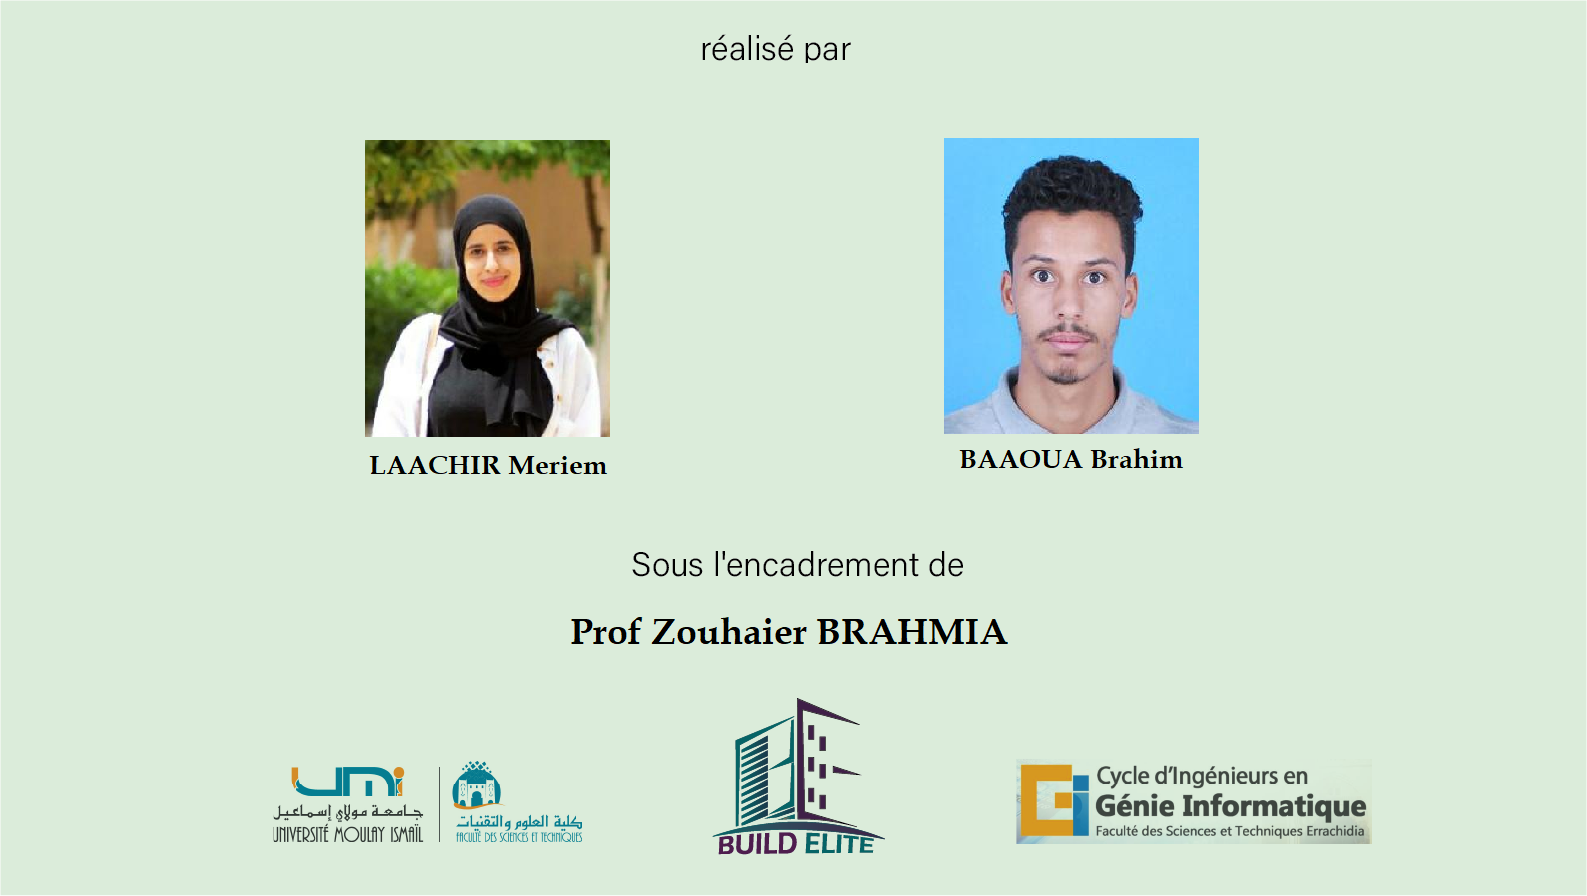 réalisé par
LAACHIR Meriem
BAAOUA Brahim
Sous l'encadrement de
Prof Zouhaier BRAHMIA
umi
جامعة مولاي إسماعيل
UNIVERSITÉ MOULAY ISMAÏL
كلية العلوم والتقنيات
FACULTÉ DES SCIENCES ET TECHNIQUES
BUILD ELITE
Cycle d'Ingénieurs en
Génie Informatique
Faculté des Sciences et Techniques Errachidia